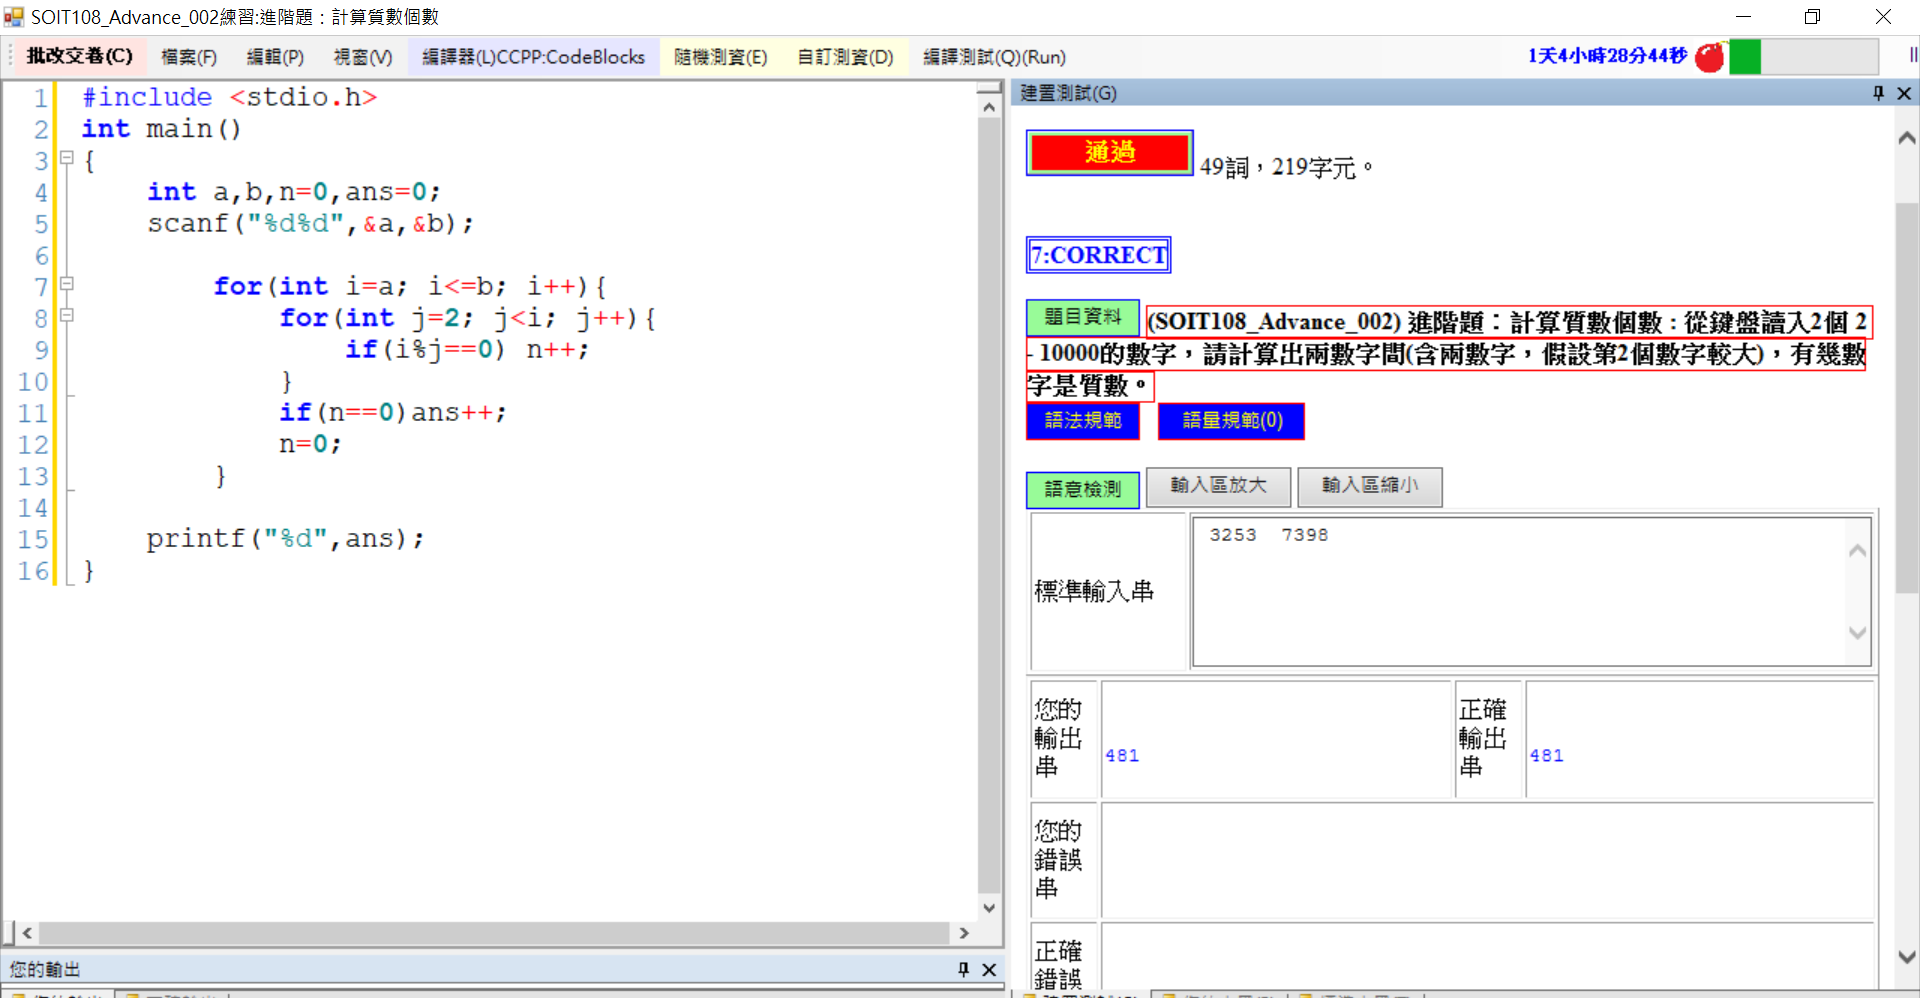 SOIT108_Advance_002練習:進階題：計算質數個數
批改交卷(C) 檔案(F) 編輯(P) 視窗(V) 編譯器(L)CCPP:CodeBlocks 隨機測資(E) 自訂測資(D) 編譯測試(Q)(Run) 1天4小時28分44秒
1 #include <stdio.h>
2 int main()
3 {
4 int a,b,n=0,ans=0;
5 scanf("%d%d",&a,&b);
6
7 for(int i=a; i<=b; i++){
8 for(int j=2; j<i; j++){
9 if(i%j==0) n++;
10 }
11 if(n==0)ans++;
12 n=0;
13 }
14
15 printf("%d",ans);
16 }
您的輸出
建置測試(G)
通過 49詞，219字元。
7:CORRECT
題目資料 (SOIT108_Advance_002) 進階題：計算質數個數：從鍵盤讀入2個 2
- 10000的數字，請計算出兩數字間(含兩數字，假設第2個數字較大)，有幾數
字是質數。
語法規範 語量規範(0)
語意檢測 輸入區放大 輸入區縮小
標準輸入串 3253 7398
您的
輸出
串
481
正確
輸出
串
481
您的
錯誤
串
正確
錯誤